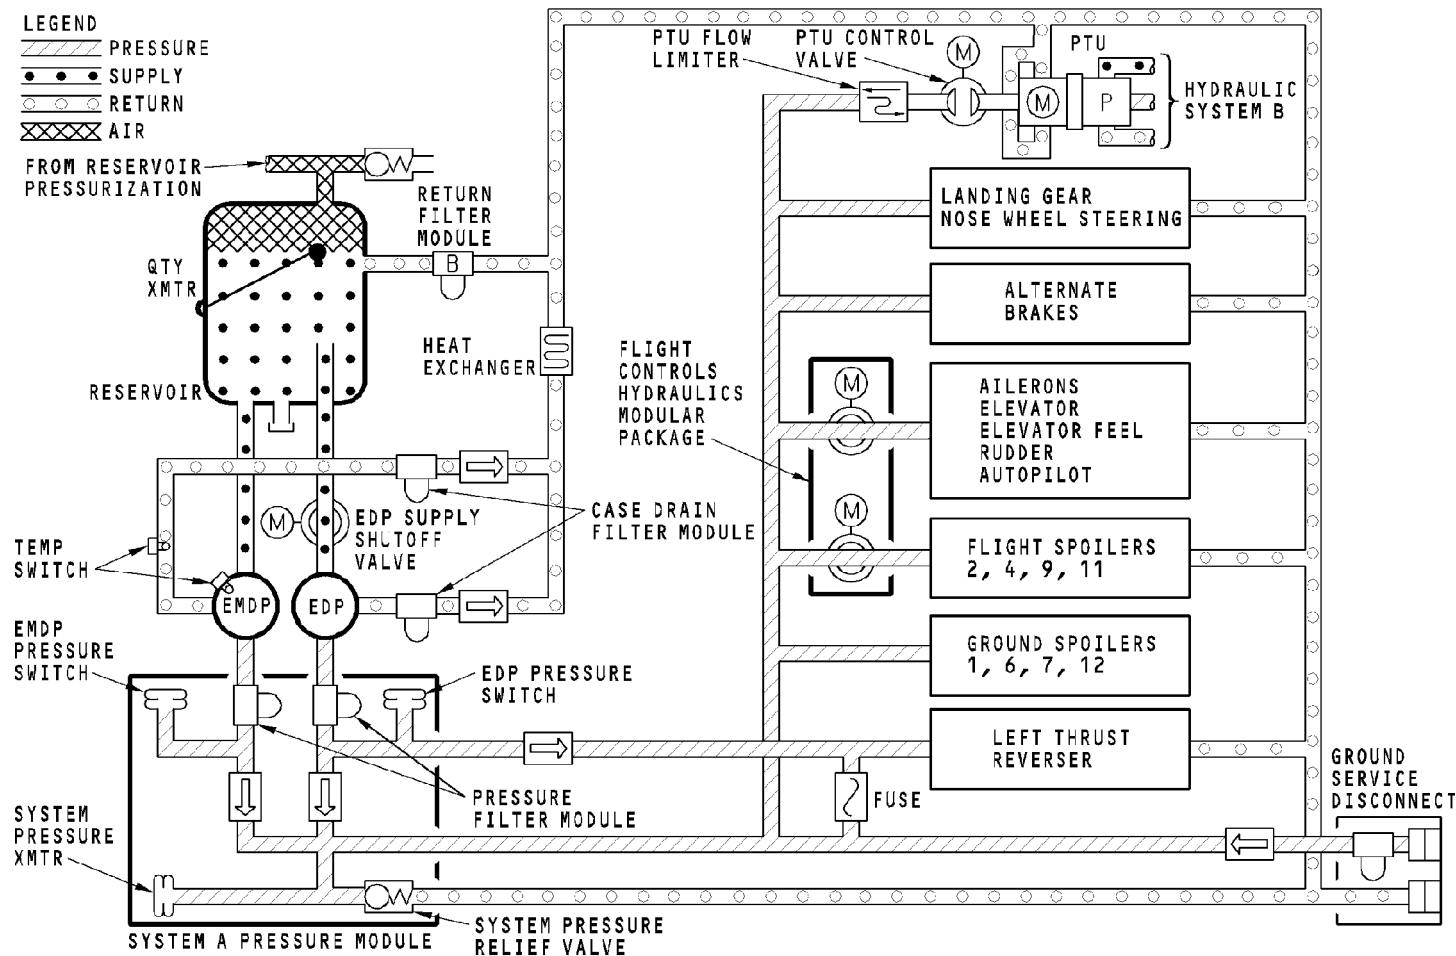 LEGEND
PRESSURE
SUPPLY
RETURN
AIR
FROM RESERVOIR
PRESSURIZATION
RETURN
FILTER
MODULE
B
QTY
XMTR
RESERVOIR
HEAT
EXCHANGER
PTU FLOW
LIMITER
PTU CONTROL
VALVE
M
PTU
M
P
HYDRAULIC
SYSTEM B
LANDING GEAR
NOSE WHEEL STEERING
ALTERNATE
BRAKES
FLIGHT
CONTROLS
HYDRAULICS
MODULAR
PACKAGE
M
M
AILERONS
ELEVATOR
ELEVATOR FEEL
RUDDER
AUTOPILOT
FLIGHT SPOILERS
2, 4, 9, 11
GROUND SPOILERS
1, 6, 7, 12
LEFT THRUST
REVERSER
M
EDP SUPPLY
SHUTOFF
VALVE
CASE DRAIN
FILTER MODULE
TEMP
SWITCH
EMDP
EDP
EMDP
PRESSURE
SWITCH
EDP PRESSURE
SWITCH
PRESSURE
FILTER MODULE
FUSE
GROUND
SERVICE
DISCONNECT
SYSTEM
PRESSURE
XMTR
SYSTEM A PRESSURE MODULE
SYSTEM PRESSURE
RELIEF VALVE